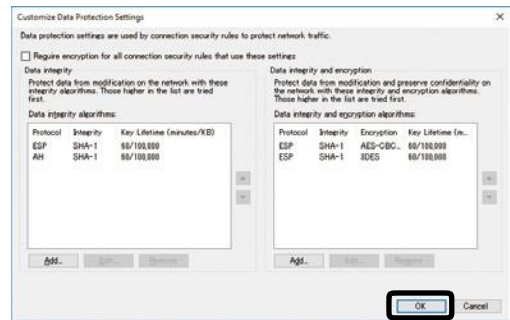 Customize Data Protection Settings
Data protection settings are used by connection security rules to protect network traffic.
Require encryption for all connection security rules that use these settings.
Data integrity
Protect data from modification on the network with these
integrity algorithms. Those higher in the list are tried
first.
Data integrity algorithms:
Protocol Integrity Key Lifetime (minutes/KB)
ESP SHA-1 60/100,000
AH SHA-1 60/100,000
Add... Edit... Remove
Data integrity and encryption
Protect data from modification and preserve confidentiality on
the network with these integrity and encryption algorithms.
Those higher in the list are tried first.
Data integrity and encryption algorithms:
Protocol Integrity Encryption Key Lifetime (m...
ESP SHA-1 AES-CBC... 60/100,000
ESP SHA-1 3DES 60/100,000
Add... Edit... Remove
OK Cancel